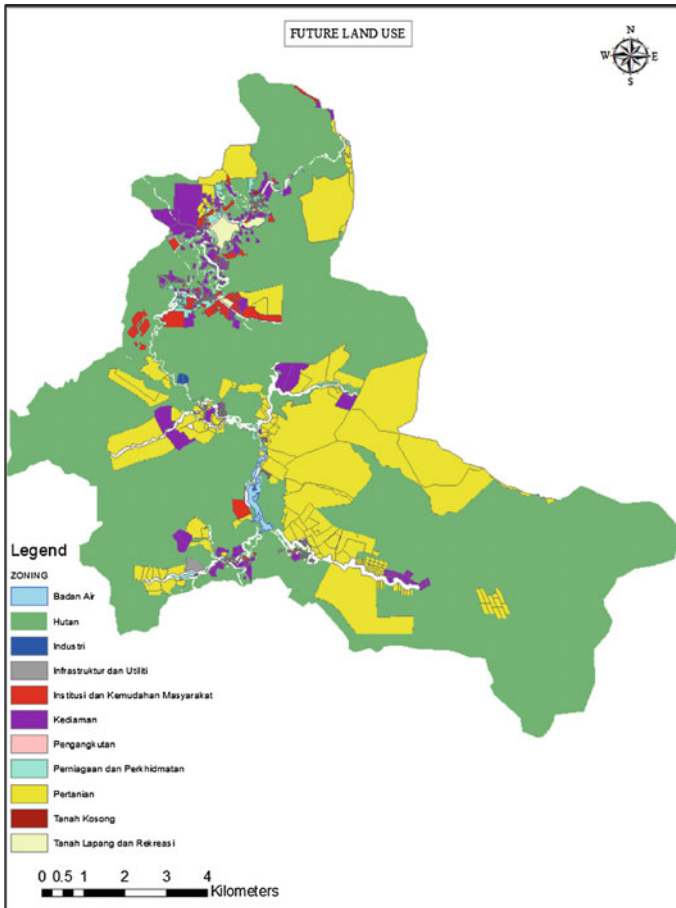 FUTURE LAND USE
N
W E
S
Legend
ZONING
Badan Air
Hutan
Industri
Infrastruktur dan Utiliti
Institusi dan Kemudahan Masyarakat
Kediaman
Pengangkutan
Perniagaan dan Perkhidmatan
Pertanian
Tanah Kosong
Tanah Lapang dan Rekreasi
0 0.5 1 2 3 4
Kilometers